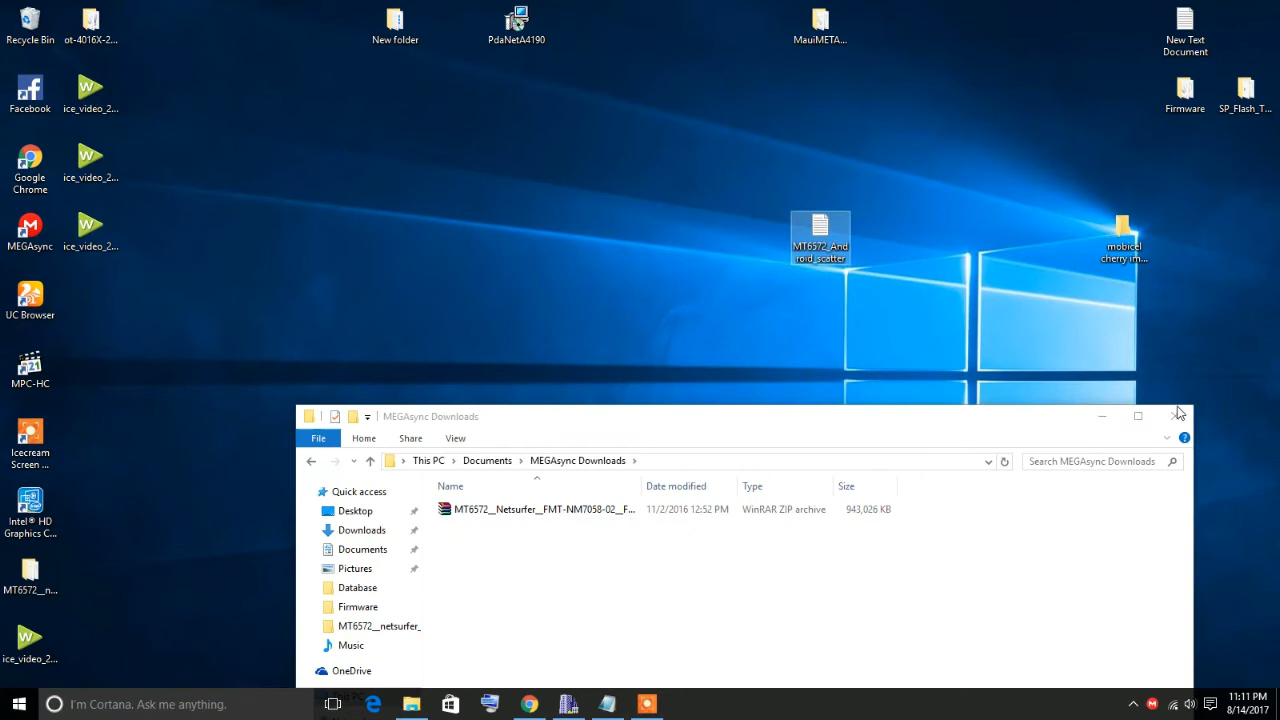 Recycle Bin
ot-4016X-2...
New folder
PdaNetA4190
MauiMETA...
New Text
Document
Facebook
ice_video_2...
Firmware
SP_Flash_T...
Google
Chrome
ice_video_2...
MEGAsync
ice_video_2...
MT6572_And
roid_scatter
mobicel
cherry im...
UC Browser
MPC-HC
Icecream
Screen ...
Intel® HD
Graphics C...
MT6572__n...
ice_video_2...
MEGAsync Downloads
File
Home
Share
View
This PC
Documents
MEGAsync Downloads
Search MEGAsync Downloads
Quick access
Desktop
Downloads
Documents
Pictures
Database
Firmware
MT6572__netsurfer_
Music
OneDrive
Name
Date modified
Type
Size
MT6572__Netsurfer__FMT-NM7058-02__F...
11/2/2016 12:52 PM
WinRAR ZIP archive
943,026 KB
I'm Cortana. Ask me anything.
11:11 PM
8/14/2017